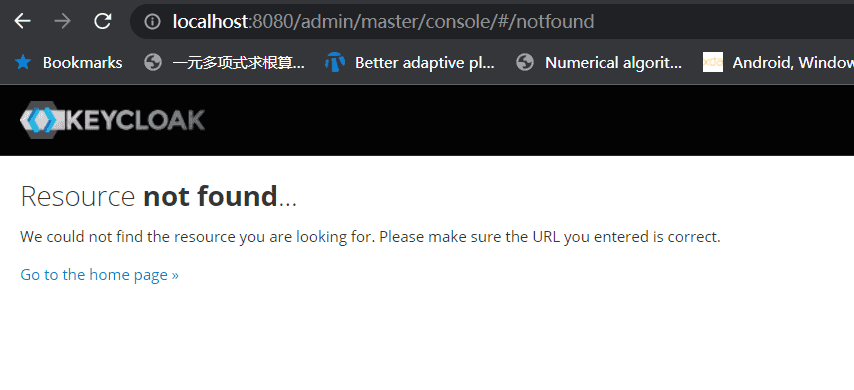 localhost:8080/admin/master/console/#/notfound
Bookmarks 一元多项式求根算... Better adaptive pl... Numerical algorit... Android, Window
KEYCLOAK
Resource not found...
We could not find the resource you are looking for. Please make sure the URL you entered is correct.
Go to the home page »